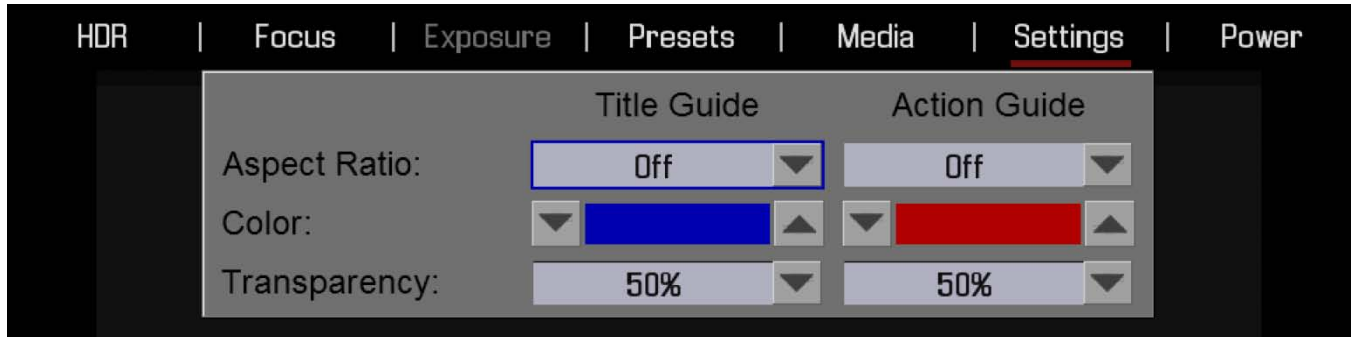 HDR | Focus | Exposure | Presets | Media | Settings | Power
Title Guide Action Guide
Aspect Ratio: Off Off
Color:
Transparency: 50% 50%